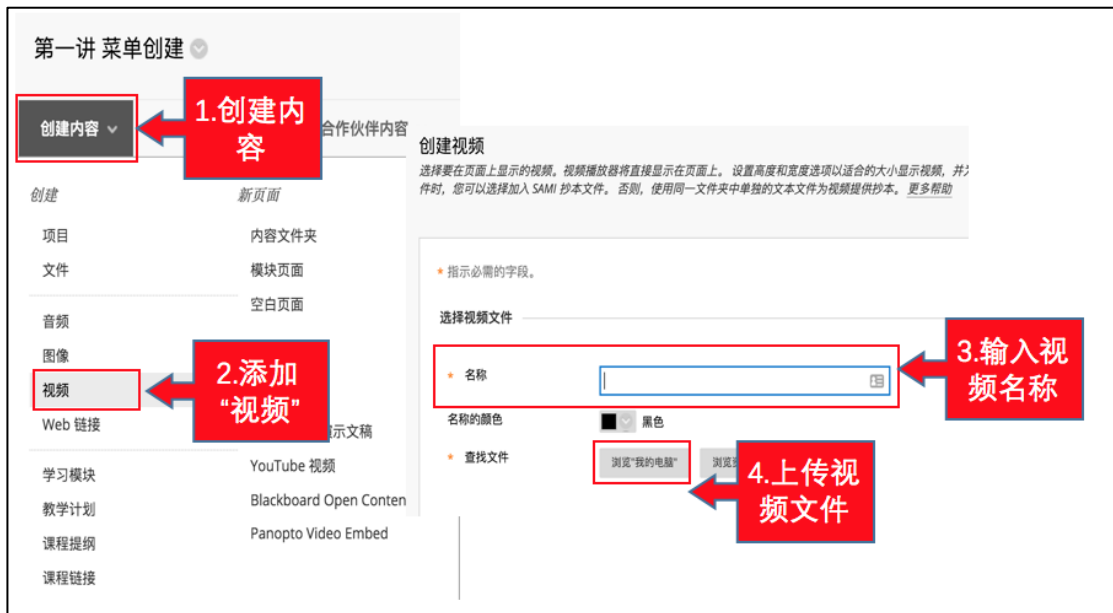 第一讲 菜单创建
创建内容
1.创建内
容
合作伙伴内容
创建
新页面
项目
内容文件夹
文件
模块页面
空白页面
音频
图像
视频
2.添加
“视频”
Web 链接
示文稿
学习模块
YouTube 视频
教学计划
Blackboard Open Conten
课程提纲
Panopto Video Embed
课程链接
创建视频
选择要在页面上显示的视频。视频播放器将直接显示在页面上。 设置高度和宽度选项以适合的大小显示视频，并
件时，您可以选择加入 SAMI 抄本文件。 否则，使用同一文件夹中单独的文本文件为视频提供抄本。 更多帮助
* 指示必需的字段。
选择视频文件
* 名称
3.输入视
频名称
名称的颜色
黑色
* 查找文件
浏览"我的电脑"
浏览
4.上传视
频文件